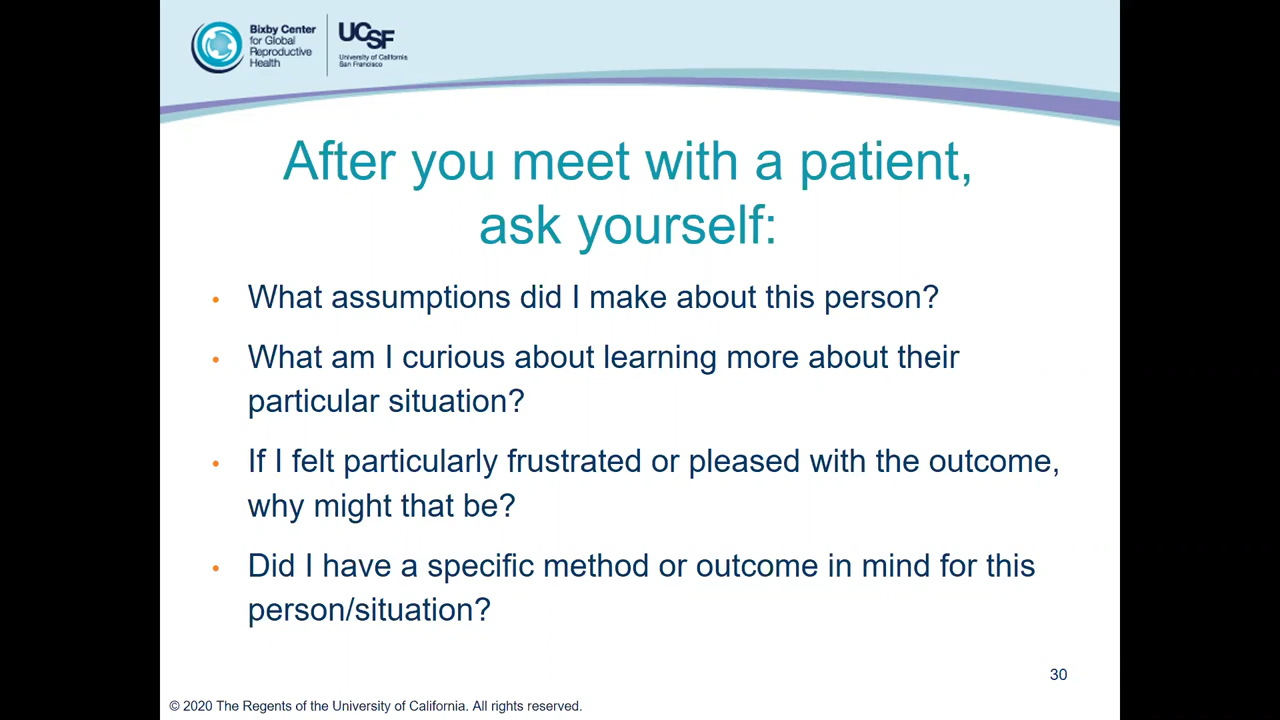 Bixby Center
for Global
Reproductive
Health
UCSF
University of California
San Francisco
After you meet with a patient,
ask yourself:
• What assumptions did I make about this person?
• What am I curious about learning more about their
particular situation?
• If I felt particularly frustrated or pleased with the outcome,
why might that be?
• Did I have a specific method or outcome in mind for this
person/situation?
30
© 2020 The Regents of the University of California. All rights reserved.